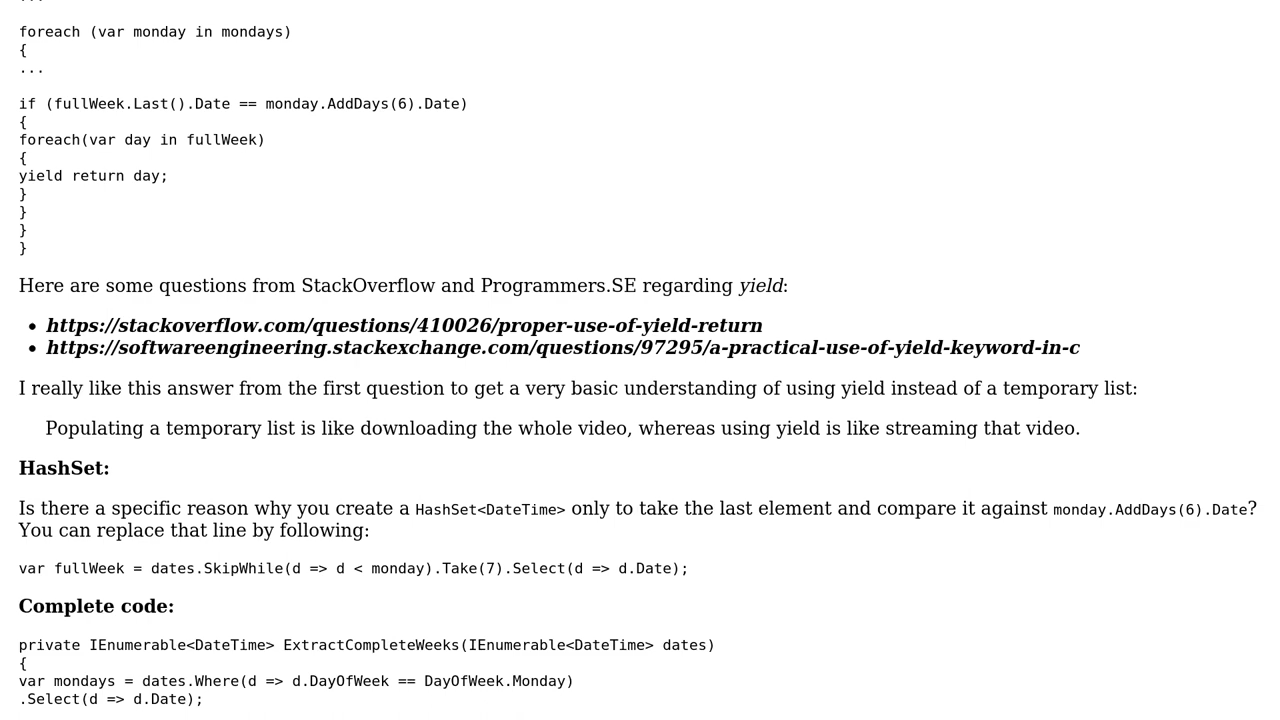 ...
foreach (var monday in mondays)
{
...
if (fullWeek.Last().Date == monday.AddDays(6).Date)
{
foreach(var day in fullWeek)
{
yield return day;
}
}
}
}
Here are some questions from StackOverflow and Programmers.SE regarding yield:
• https://stackoverflow.com/questions/410026/proper-use-of-yield-return
• https://softwareengineering.stackexchange.com/questions/97295/a-practical-use-of-yield-keyword-in-c
I really like this answer from the first question to get a very basic understanding of using yield instead of a temporary list:
Populating a temporary list is like downloading the whole video, whereas using yield is like streaming that video.
HashSet:
Is there a specific reason why you create a HashSet<DateTime> only to take the last element and compare it against monday.AddDays(6).Date?
You can replace that line by following:
var fullWeek = dates.SkipWhile(d => d < monday).Take(7).Select(d => d.Date);
Complete code:
private IEnumerable<DateTime> ExtractCompleteWeeks(IEnumerable<DateTime> dates)
{
var mondays = dates.Where(d => d.DayOfWeek == DayOfWeek.Monday)
.Select(d => d.Date);